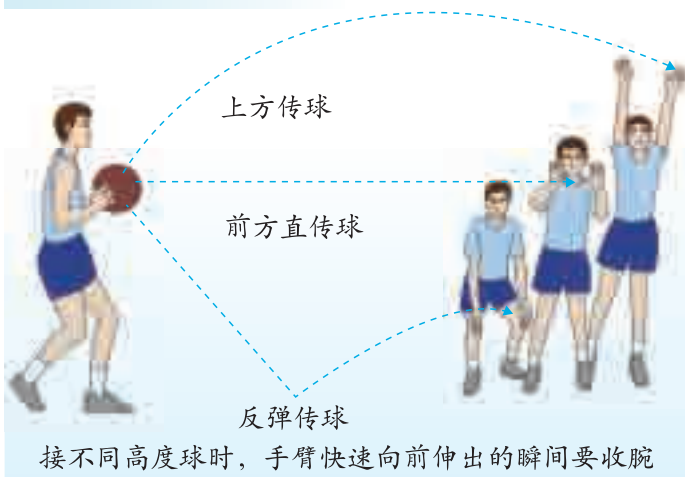 上方传球
前方直传球
反弹传球
接不同高度球时，手臂快速向前伸出的瞬间要收腕